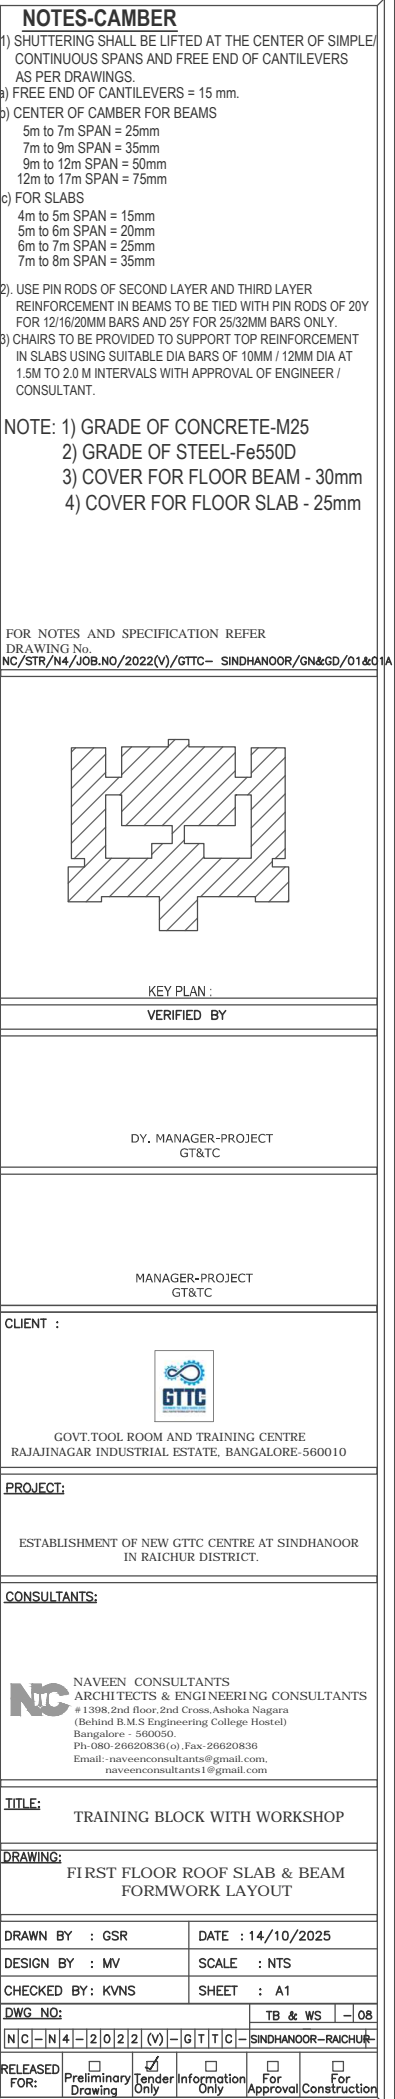 NOTES-CAMBER
1) SHUTTERING SHALL BE LIFTED AT THE CENTER OF SIMPLE/
CONTINUOUS SPANS AND FREE END OF CANTILEVERS
AS PER DRAWINGS.
a) FREE END OF CANTILEVERS = 15 mm.
b) CENTER OF CAMBER FOR BEAMS
5m to 7m SPAN = 25mm
7m to 9m SPAN = 35mm
9m to 12m SPAN = 50mm
12m to 17m SPAN = 75mm
c) FOR SLABS
4m to 5m SPAN = 15mm
5m to 6m SPAN = 20mm
6m to 7m SPAN = 25mm
7m to 8m SPAN = 35mm
2). USE PIN RODS OF SECOND LAYER AND THIRD LAYER
REINFORCEMENT IN BEAMS TO BE TIED WITH PIN RODS OF 20Y
FOR 12/16/20MM BARS AND 25Y FOR 25/32MM BARS ONLY.
3) CHAIRS TO BE PROVIDED TO SUPPORT TOP REINFORCEMENT
IN SLABS USING SUITABLE DIA BARS OF 10MM / 12MM DIA AT
1.5M TO 2.0 M INTERVALS WITH APPROVAL OF ENGINEER /
CONSULTANT.
NOTE: 1) GRADE OF CONCRETE-M25
2) GRADE OF STEEL-Fe550D
3) COVER FOR FLOOR BEAM - 30mm
4) COVER FOR FLOOR SLAB - 25mm
FOR NOTES AND SPECIFICATION REFER
DRAWING No.
NC/STR/N4/JOB.NO/2022(V)/GTTC- SINDHANOOR/GN&GD/01&01A
KEY PLAN :
VERIFIED BY
DY. MANAGER-PROJECT
GT&TC
MANAGER-PROJECT
GT&TC
CLIENT :
GTTC
GOVT.TOOL ROOM AND TRAINING CENTRE
RAJAJINAGAR INDUSTRIAL ESTATE, BANGALORE-560010
PROJECT:
ESTABLISHMENT OF NEW GTTC CENTRE AT SINDHANOOR
IN RAICHUR DISTRICT.
CONSULTANTS:
NC NAVEEN CONSULTANTS
ARCHITECTS & ENGINEERING CONSULTANTS
#1398,2nd floor,2nd Cross,Ashoka Nagara
(Behind B.M.S Engineering College Hostel)
Bangalore - 560050.
Ph-080-26620836(o),Fax-26620836
Email:-naveenconsultants@gmail.com,
naveenconsultants1@gmail.com
TITLE:
TRAINING BLOCK WITH WORKSHOP
DRAWING:
FIRST FLOOR ROOF SLAB & BEAM
FORMWORK LAYOUT
DRAWN BY : GSR DATE : 14/10/2025
DESIGN BY : MV SCALE : NTS
CHECKED BY: KVNS SHEET : A1
DWG NO: TB & WS - 08
NC-N4-2022(V)-GTTC-SINDHANOOR-RAICHUR-
RELEASED FOR: Preliminary Drawing Tender Only Information Only For Approval For Construction